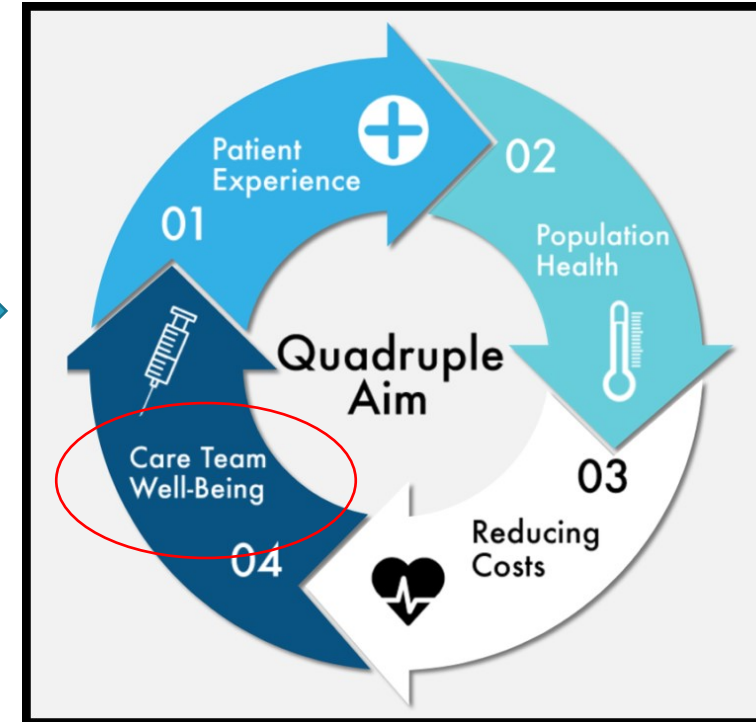 01
Patient
Experience
02
Population
Health
03
Reducing
Costs
04
Care Team
Well-Being
Quadruple
Aim